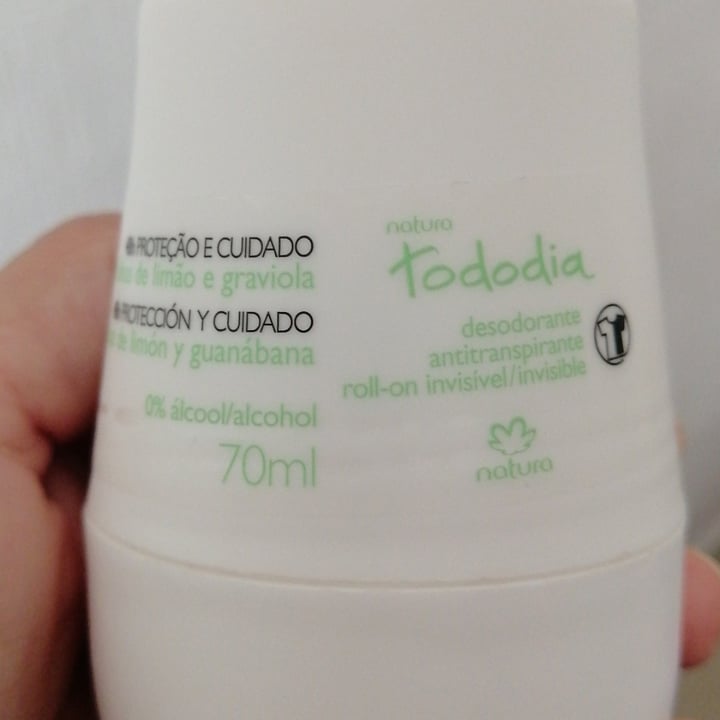 PROTEÇÃO E CUIDADO
de limão e graviola
PROTECCIÓN Y CUIDADO
de limón y guanábana
0% álcool/alcohol
70ml
natura
tododia
desodorante
antitranspirante
roll-on invisível/invisible
natura